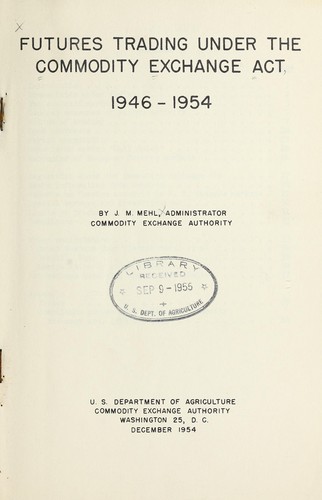 FUTURES TRADING UNDER THE
COMMODITY EXCHANGE ACT
1946 - 1954
BY J. M. MEHL, ADMINISTRATOR
COMMODITY EXCHANGE AUTHORITY
LIBRARY
RECEIVED
SEP 9-1955
U. S. DEPT. OF AGRICULTURE
U. S. DEPARTMENT OF AGRICULTURE
COMMODITY EXCHANGE AUTHORITY
WASHINGTON 25, D. C.
DECEMBER 1954